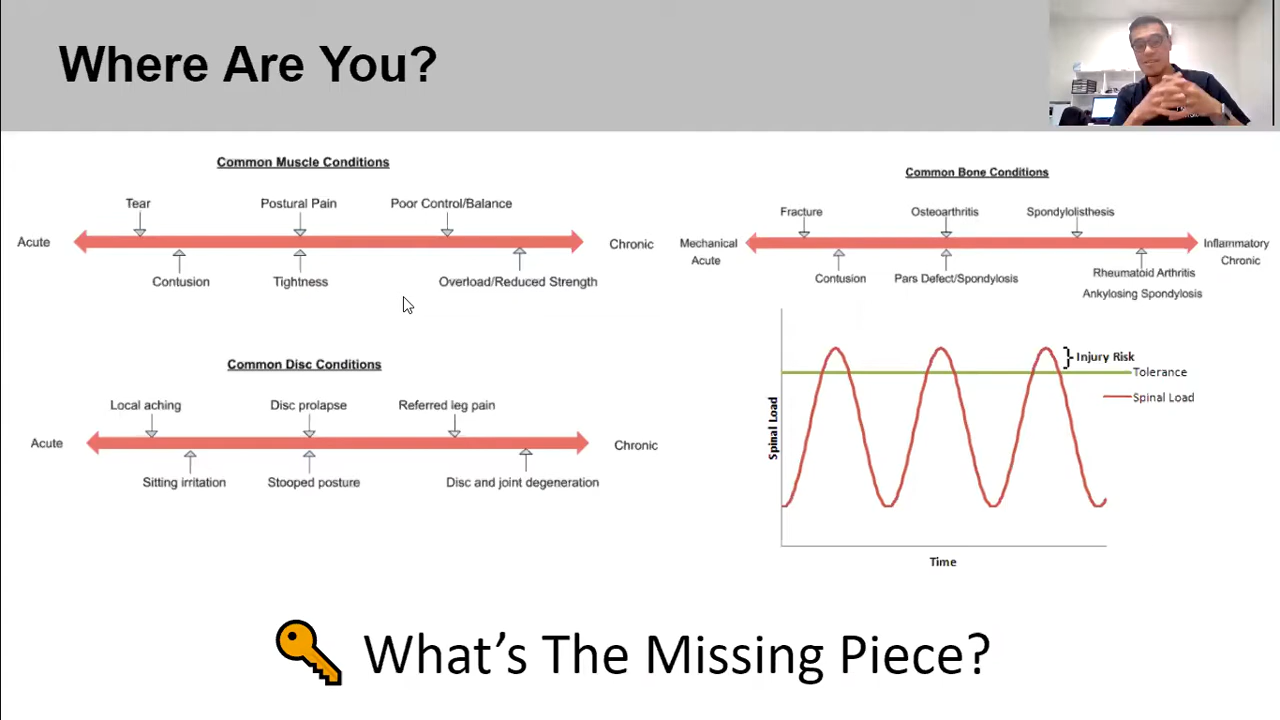 Where Are You?
Common Muscle Conditions
Tear
Postural Pain
Poor Control/Balance
Acute
Chronic
Contusion
Tightness
Overload/Reduced Strength
Common Disc Conditions
Local aching
Disc prolapse
Referred leg pain
Acute
Chronic
Sitting irritation
Stooped posture
Disc and joint degeneration
Common Bone Conditions
Fracture
Osteoarthritis
Spondylolisthesis
Mechanical
Acute
Inflammatory
Chronic
Contusion
Pars Defect/Spondylosis
Rheumatoid Arthritis
Ankylosing Spondylosis
Injury Risk
Tolerance
Spinal Load
Spinal Load
Time
What's The Missing Piece?